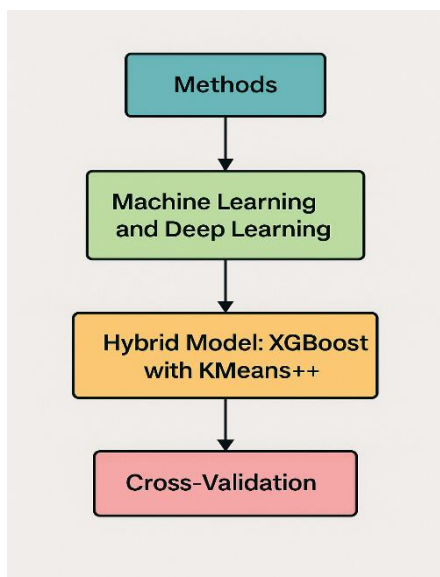 Methods
Machine Learning
and Deep Learning
Hybrid Model: XGBoost
with KMeans++
Cross-Validation